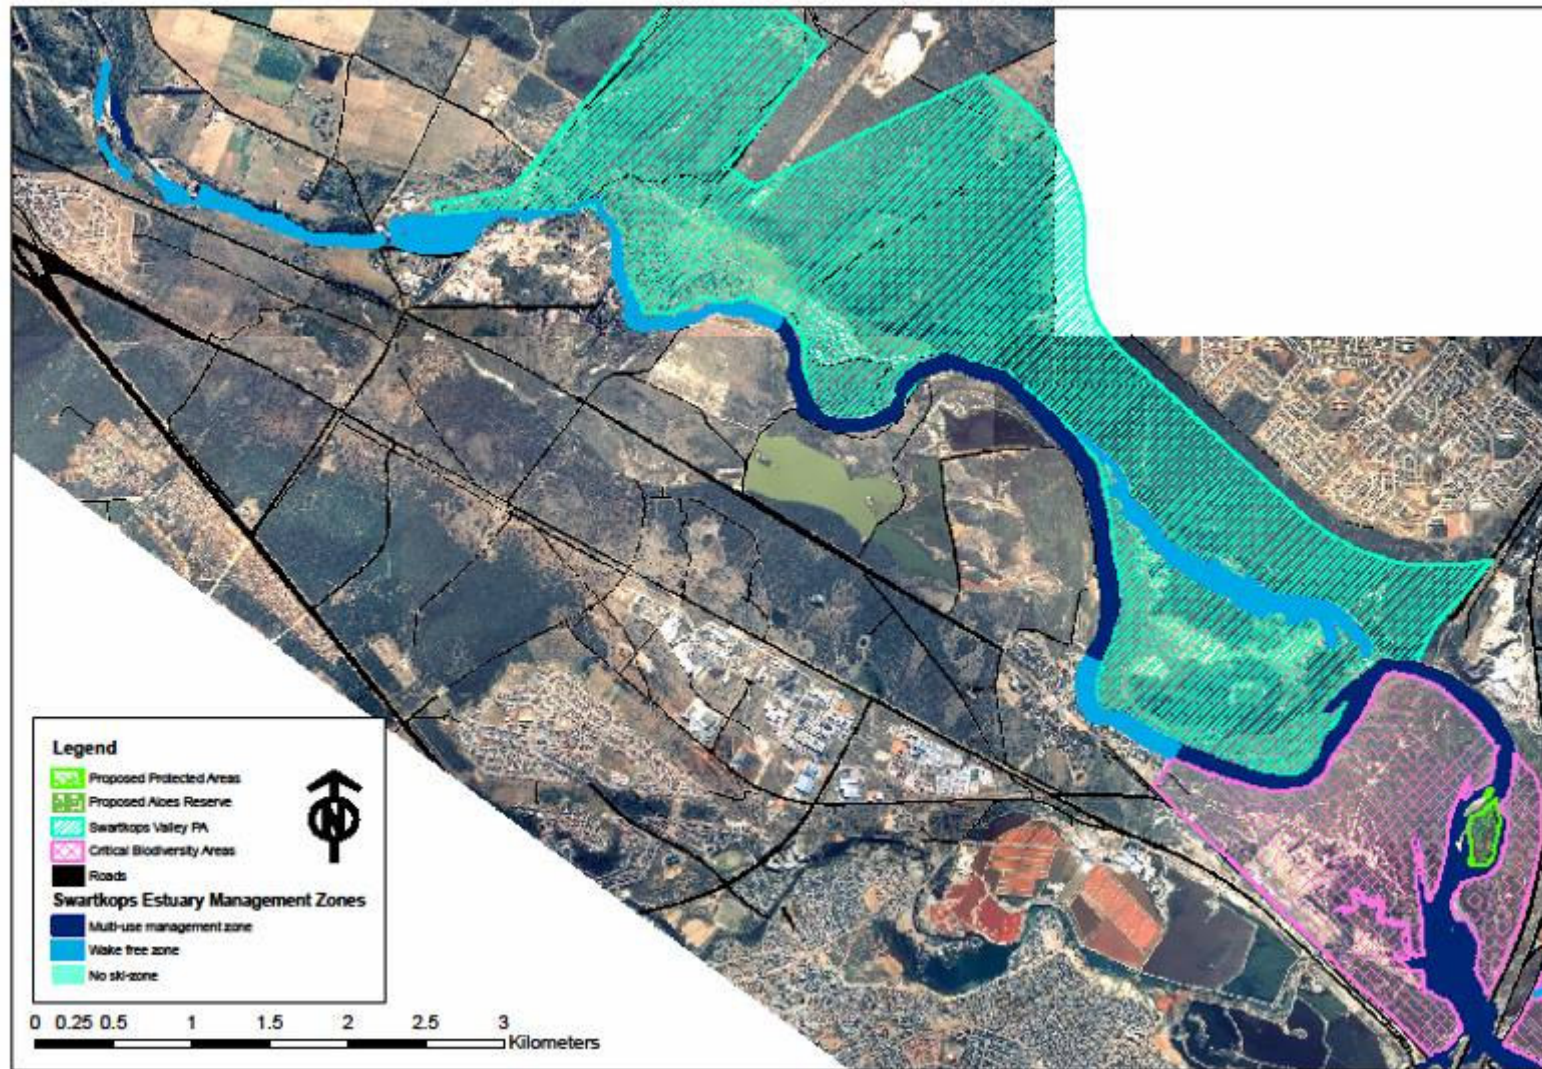 Legend
Proposed Protected Areas
Proposed Aloes Reserve
Swartkops Valley PA
Critical Biodiversity Areas
Roads
Swartkops Estuary Management Zones
Multi-use management zone
Wake free zone
No ski-zone
0 0.25 0.5 1 1.5 2 2.5 3
Kilometers